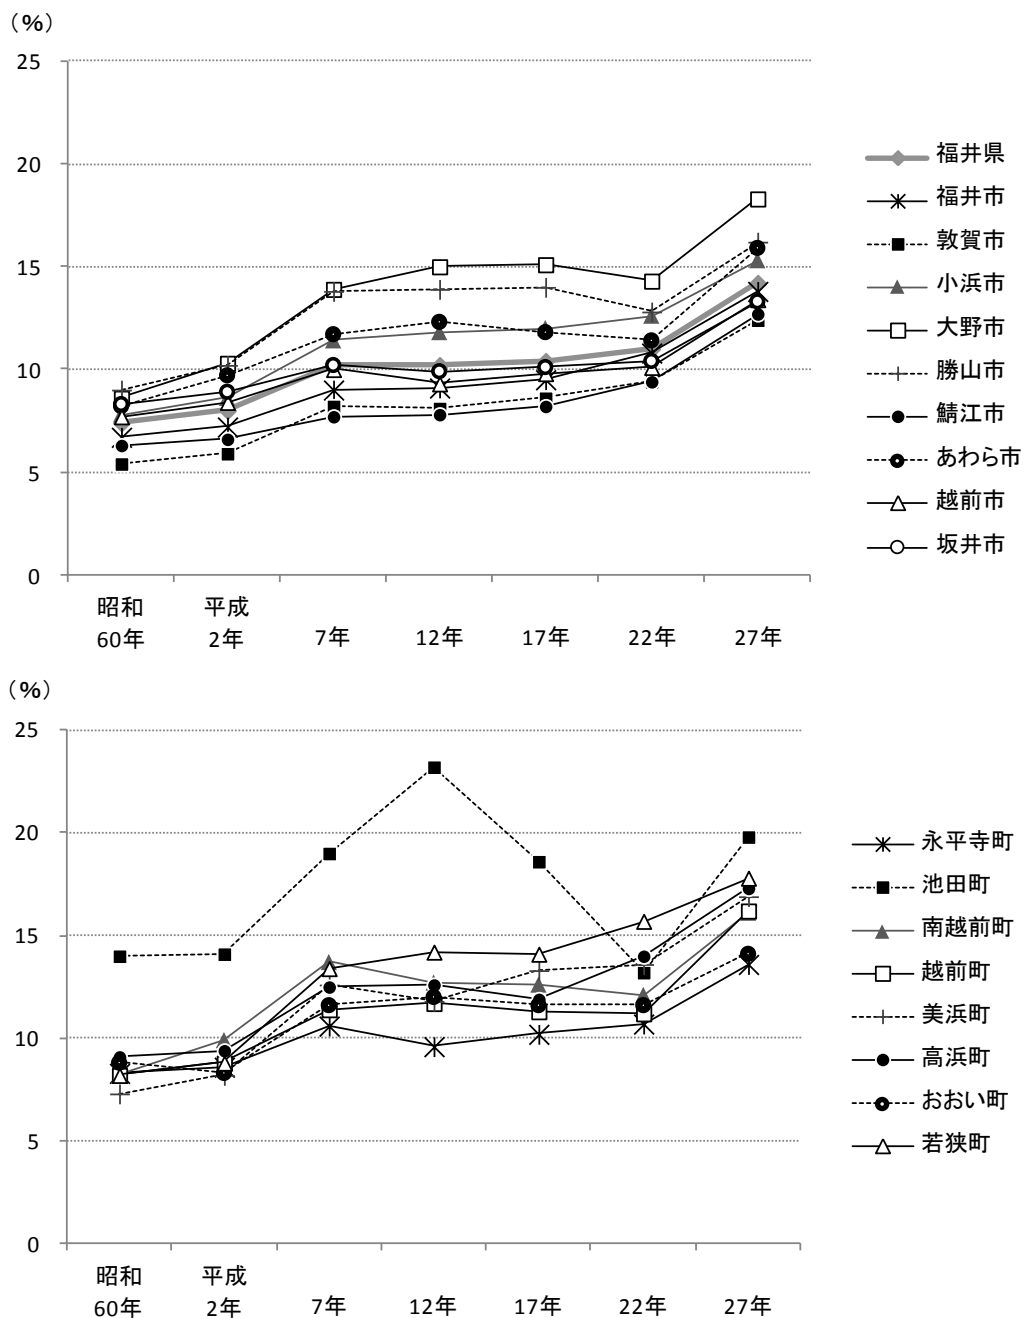 （%）
25
20
15
10
5
0
昭和
60年
平成
2年
7年
12年
17年
22年
27年
福井県
福井市
敦賀市
小浜市
大野市
勝山市
鯖江市
あわら市
越前市
坂井市
（%）
25
20
15
10
5
0
昭和
60年
平成
2年
7年
12年
17年
22年
27年
永平寺町
池田町
南越前町
越前町
美浜町
高浜町
おおい町
若狭町